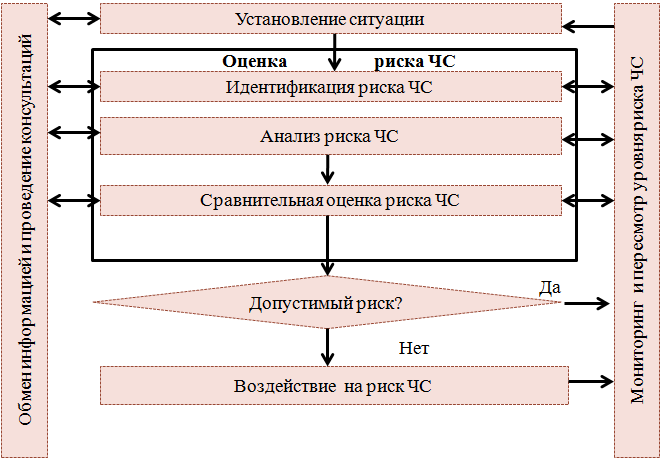 Установление ситуации
Оценка риска ЧС
Идентификация риска ЧС
Анализ риска ЧС
Сравнительная оценка риска ЧС
Допустимый риск?
Да
Нет
Воздействие на риск ЧС
Обмен информацией и проведение консультаций
Мониторинг и пересмотр уровня риска ЧС